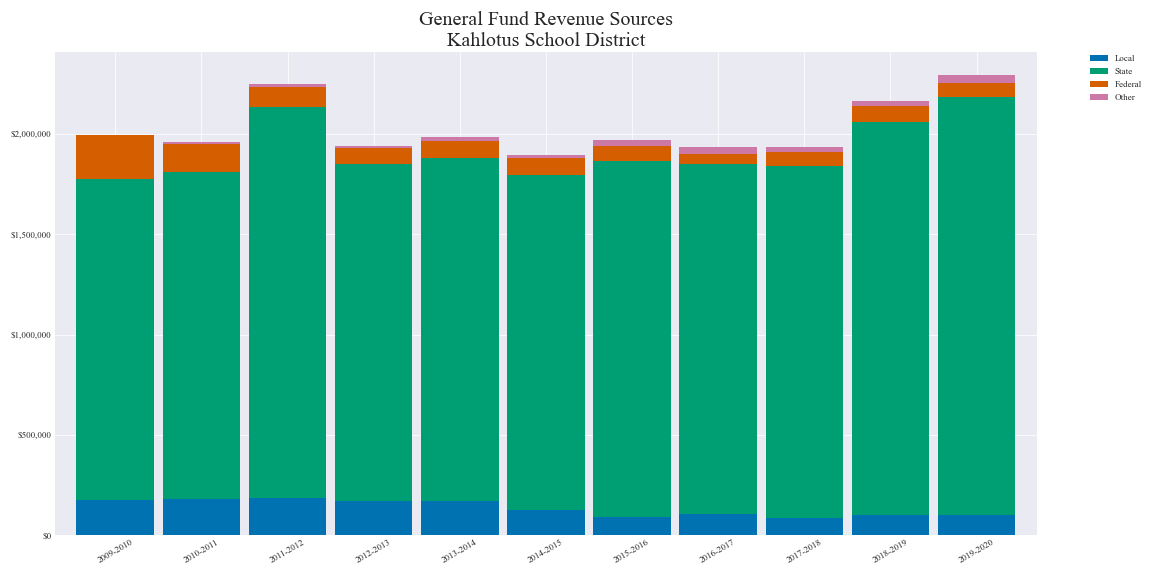 General Fund Revenue Sources
Kahlotus School District
Local
State
Federal
Other
$2,000,000
$1,500,000
$1,000,000
$500,000
$0
2009-2010
2010-2011
2011-2012
2012-2013
2013-2014
2014-2015
2015-2016
2016-2017
2017-2018
2018-2019
2019-2020